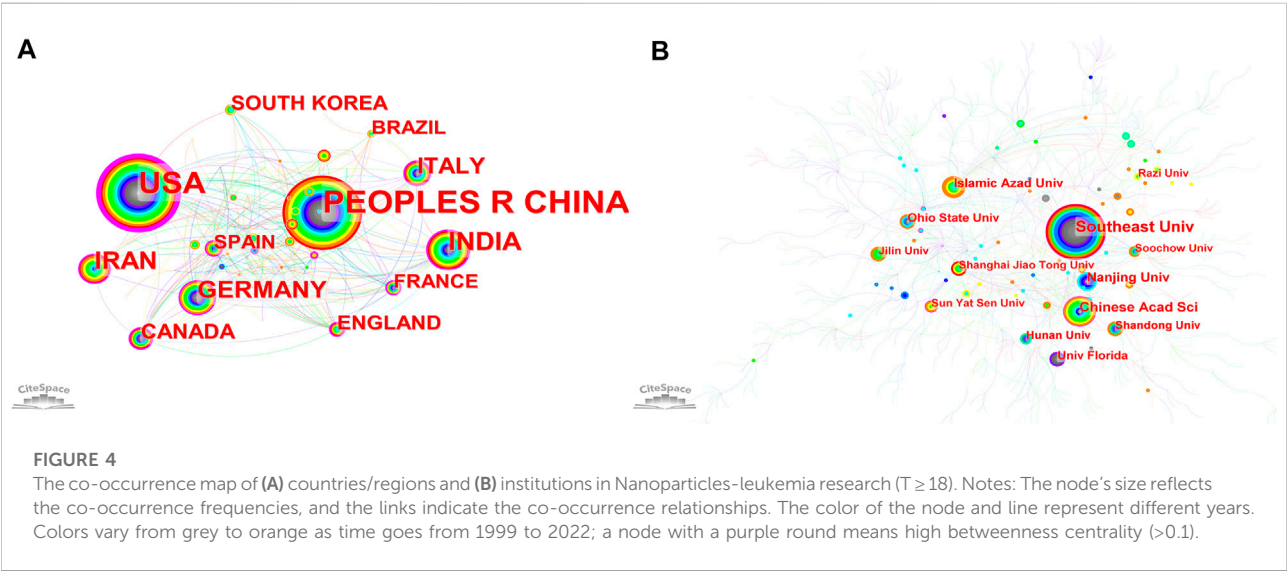 A
B
SOUTH KOREA
BRAZIL
ITALY
USA
PEOPLES R CHINA
SPAIN
INDIA
IRAN
GERMANY
FRANCE
CANADA
ENGLAND
CiteSpace
Razi Univ
Islamic Azad Univ
Ohio State Univ
Southeast Univ
Jilin Univ
Soochow Univ
Shanghai Jiao Tong Univ
Nanjing Univ
Sun Yat Sen Univ
Chinese Acad Sci
Shandong Univ
Hunan Univ
Univ Florida
CiteSpace
FIGURE 4
The co-occurrence map of (A) countries/regions and (B) institutions in Nanoparticles-leukemia research (T ≥ 18). Notes: The node's size reflects
the co-occurrence frequencies, and the links indicate the co-occurrence relationships. The color of the node and line represent different years.
Colors vary from grey to orange as time goes from 1999 to 2022; a node with a purple round means high betweenness centrality (>0.1).